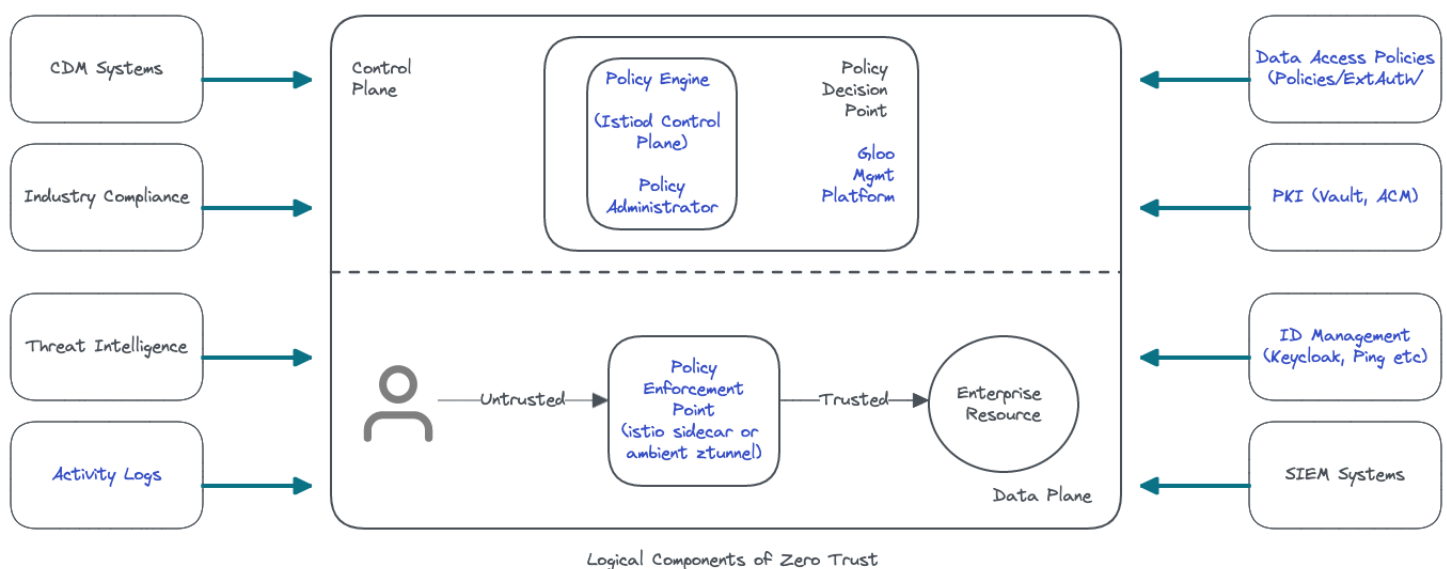 CDM Systems
Industry Compliance
Threat Intelligence
Activity Logs
Control
Plane
Policy Engine
(Istiod Control
Plane)
Policy
Administrator
Policy
Decision
Point
Gloo
Mgmt
Platform
Untrusted
Policy
Enforcement
Point
(istio sidecar or
ambient ztunnel)
Trusted
Enterprise
Resource
Data Plane
Data Access Policies
(Policies/ExtAuth/
PKI (Vault, ACM)
ID Management
(Keycloak, Ping etc)
SIEM Systems
Logical Components of Zero Trust